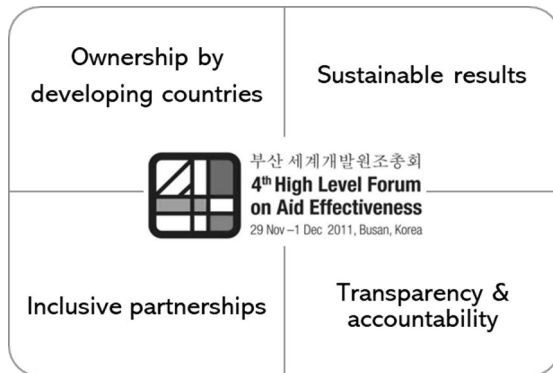 Ownership by
developing countries
Sustainable results
부산 세계개발원조총회
4th High Level Forum
on Aid Effectiveness
29 Nov – 1 Dec 2011, Busan, Korea
Inclusive partnerships
Transparency &
accountability